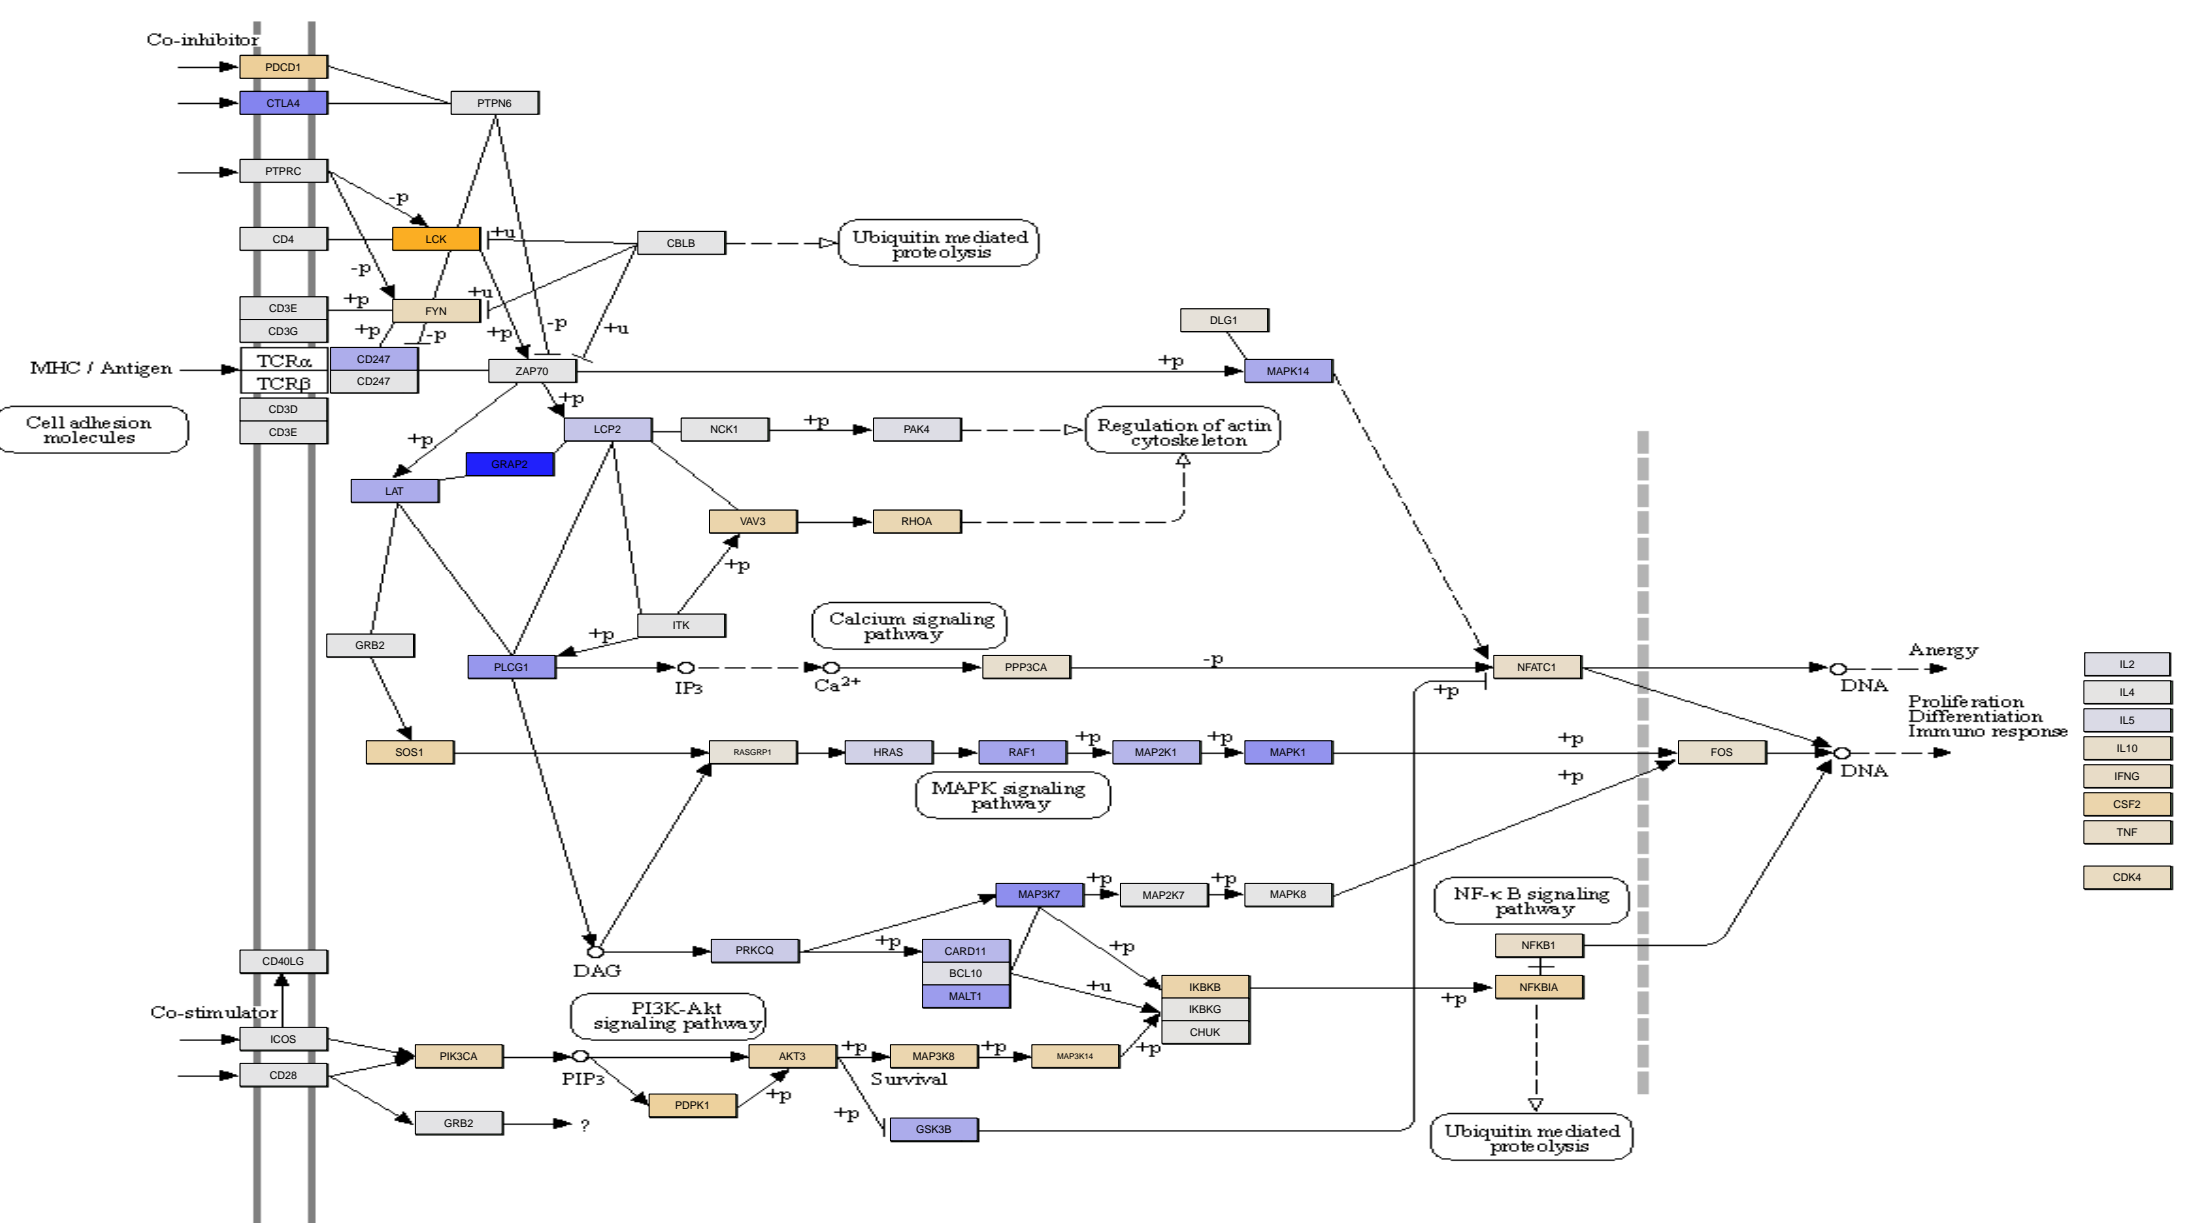 Co-inhibitor
PDCD1
CTLA4
PTPN6
PTPRC
-p
CD4
LCK
+u
CBLB
Ubiquitin mediated
proteolysis
-p
+p
+u
CD3E
CD3G
FYN
+p
-p
+p
-p
+u
DLG1
MHC / Antigen
TCRα
TCRβ
CD247
CD247
ZAP70
+p
MAPK14
CD3D
CD3E
Cell adhesion
molecules
+p
+p
LCP2
NCK1
+p
PAK4
Regulation of actin
cytoskeleton
GRAP2
LAT
VAV3
RHOA
+p
ITK
GRB2
+p
Calcium signaling
pathway
PLCG1
IP3
Ca2+
PPP3CA
-p
NFATC1
+p
DNA
Anergy
Proliferation
Differentiation
Immuno response
SOS1
RASGRP1
HRAS
RAF1
+p
MAP2K1
+p
MAPK1
+p
+p
FOS
DNA
MAPK signaling
pathway
IL2
IL4
IL5
IL10
IFNG
CSF2
TNF
CDK4
MAP3K7
+p
MAP2K7
+p
MAPK8
NF-κ B signaling
pathway
DAG
PRKCQ
+p
CARD11
BCL10
MALT1
+p
+u
IKBKB
IKBKG
CHUK
+p
+p
NFKB1
NFKBIA
CD40LG
Co-stimulator
ICOS
CD28
PI3K-Akt
signaling pathway
PIK3CA
PIP3
AKT3
+p
MAP3K8
+p
MAP3K14
Survival
PDPK1
+p
+p
GSK3B
GRB2
?
Ubiquitin mediated
proteolysis